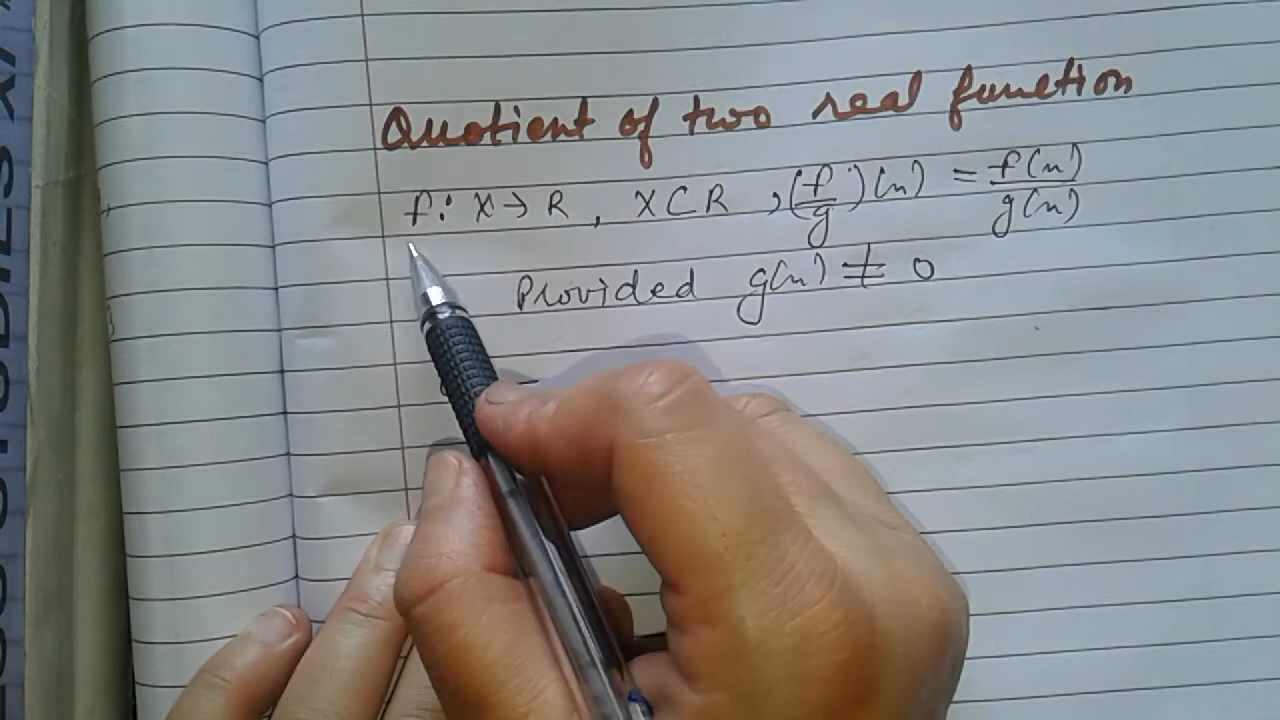 Quotient of two real function
f: X → R, X ⊂ R, (f/g)(x) = f(x)/g(x)
Provided g(x) ≠ 0